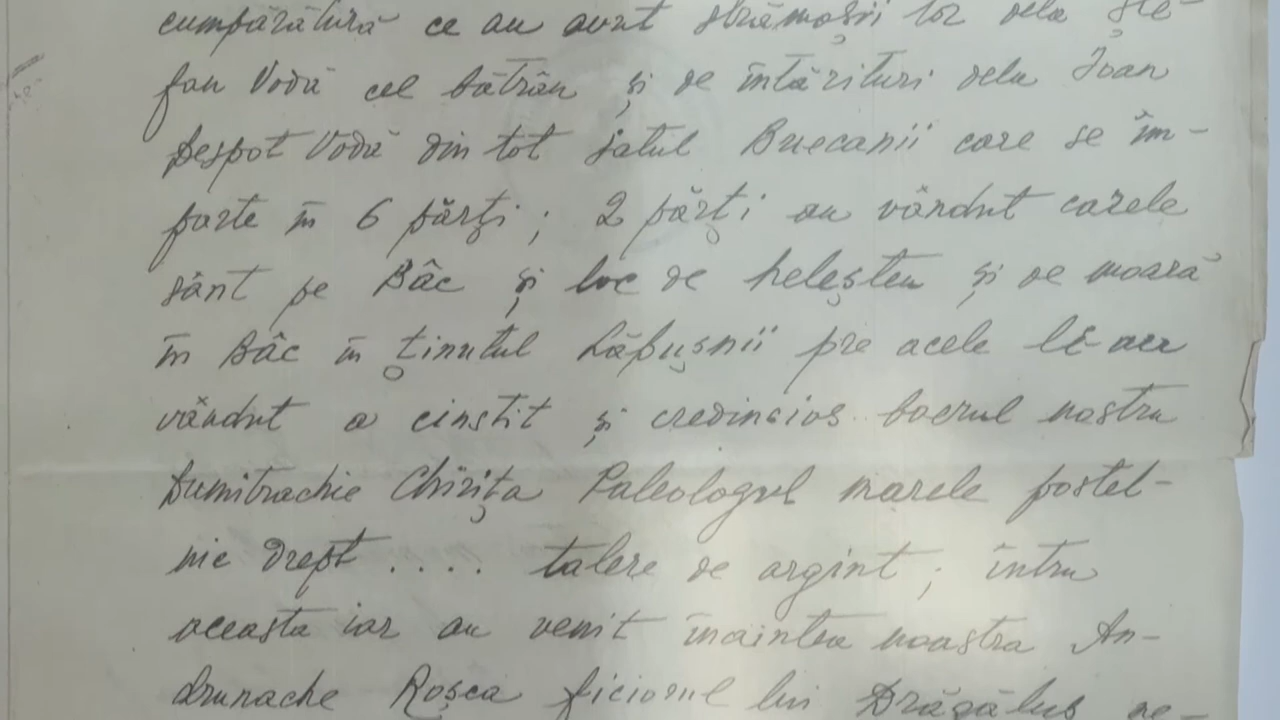 cumpărătură ce au avut strămoșii lor dela Ște-
fan Vodă cel bătrân și de întărituri dela Ioan
Despot Vodă din tot satul Buecanii care se îm-
parte în 6 părți; 2 părți au vândut carele
sânt pe Bâc și loc de heleșteu și de moară
în Bâc în ținutul Lăpușnii pre acele le-au
vândut a cinstit și credincios boerul nostru
Dumitrachie Chirița Paleologul marele postel-
nic drept .... talere de argint; întru
aceasta iar au venit înaintea noastra An-
drunache Roșca ficiorul lui Drăgălub ne-